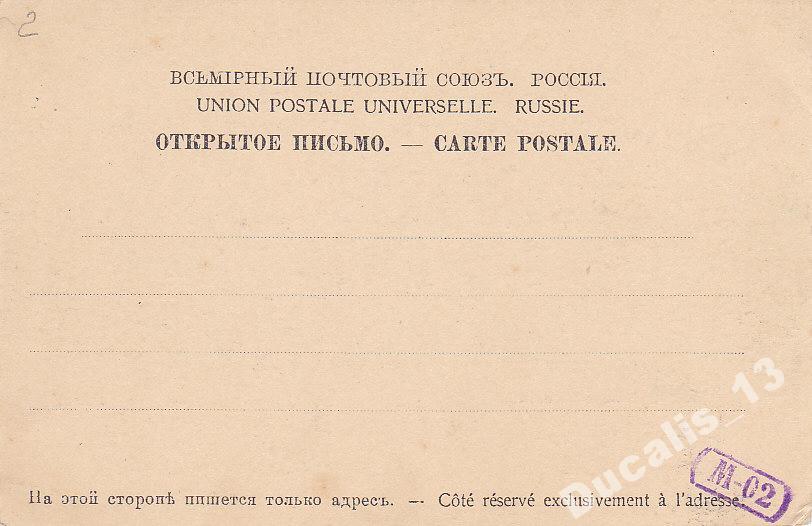 2
ВСЕМІРНЫЙ ПОЧТОВЫЙ СОЮЗЪ. РОССІЯ.
UNION POSTALE UNIVERSELLE. RUSSIE.
ОТКРЫТОЕ ПИСЬМО. — CARTE POSTALE.
На этой сторонѣ пишется только адресъ. — Côté réservé exclusivement à l'adresse.
M-02
Ducalis_13